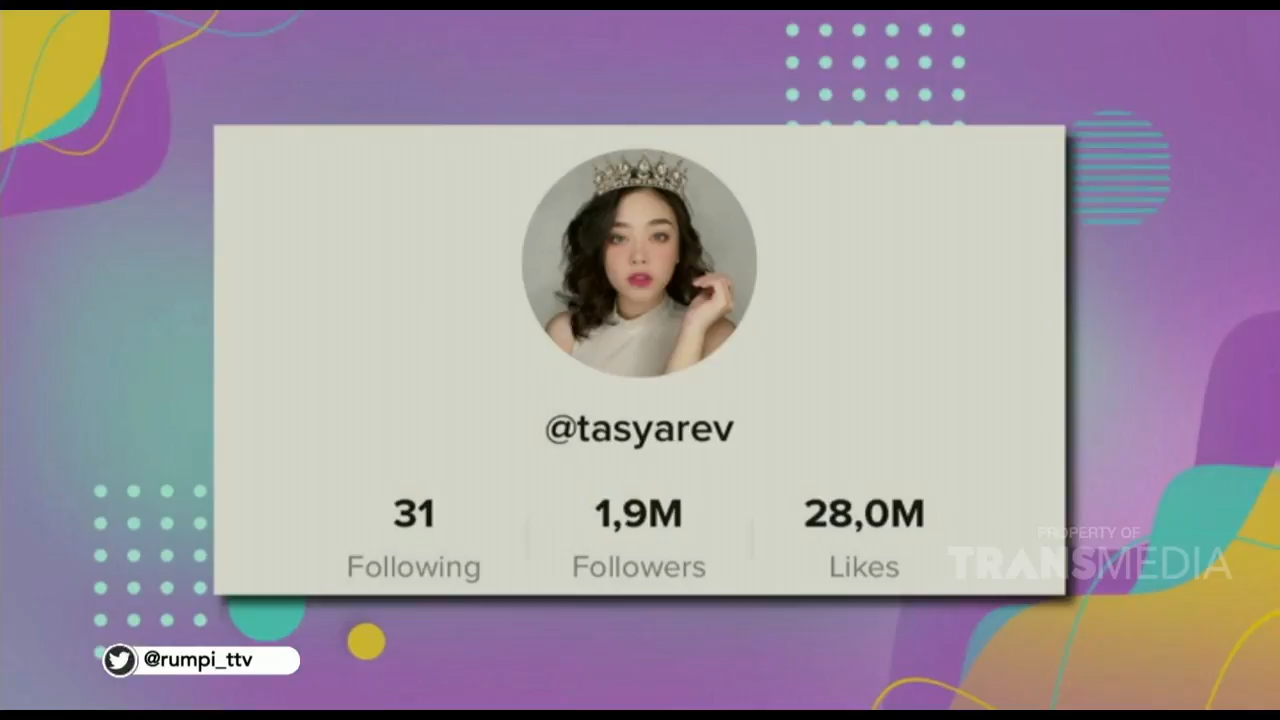 @tasyarev
31 1,9M 28,0M
Following Followers Likes
PROPERTY OF
TRANSMEDIA
@rumpi_ttv